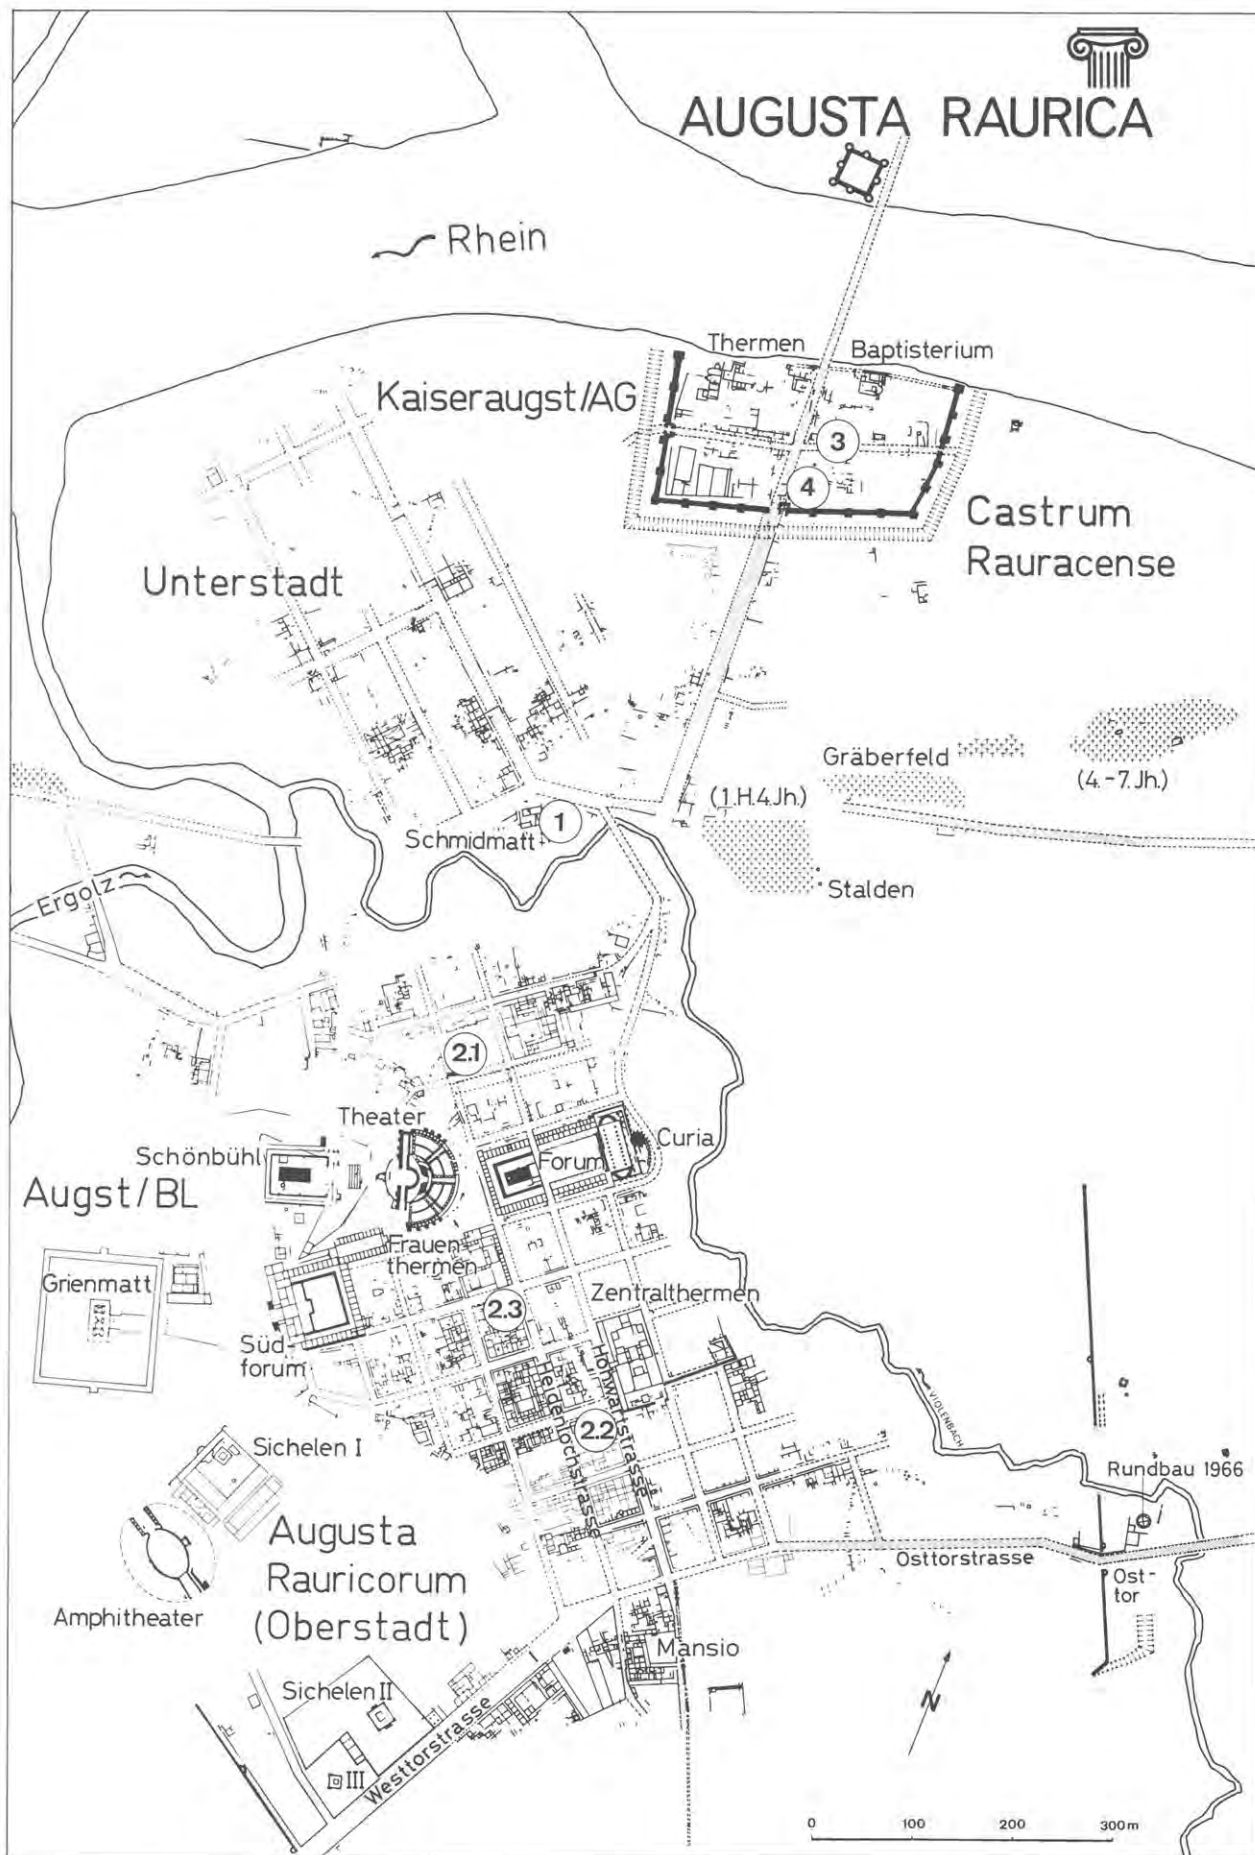 AUGUSTA RAURICA
Rhein
Thermen
Baptisterium
Kaiseraugst/AG
3
4
Castrum
Rauracense
Unterstadt
Gräberfeld
(4.-7.Jh.)
(1.H.4.Jh.)
1
Schmidmatt
Stalden
Ergolz
2.1
Theater
Curia
Schönbühl
Forum
Augst/BL
Frauen-
thermen
Grienmatt
Zentralthermen
2.3
Süd-
forum
Hohwartstrasse
Heidenlochstrasse
2.2
VIOLENBACH
Sichelen I
Rundbau 1966
Augusta
Rauricorum
(Oberstadt)
Osttorstrasse
Ost-
tor
Amphitheater
Mansio
Sichelen II
N
Westtorstrasse
III
0 100 200 300m